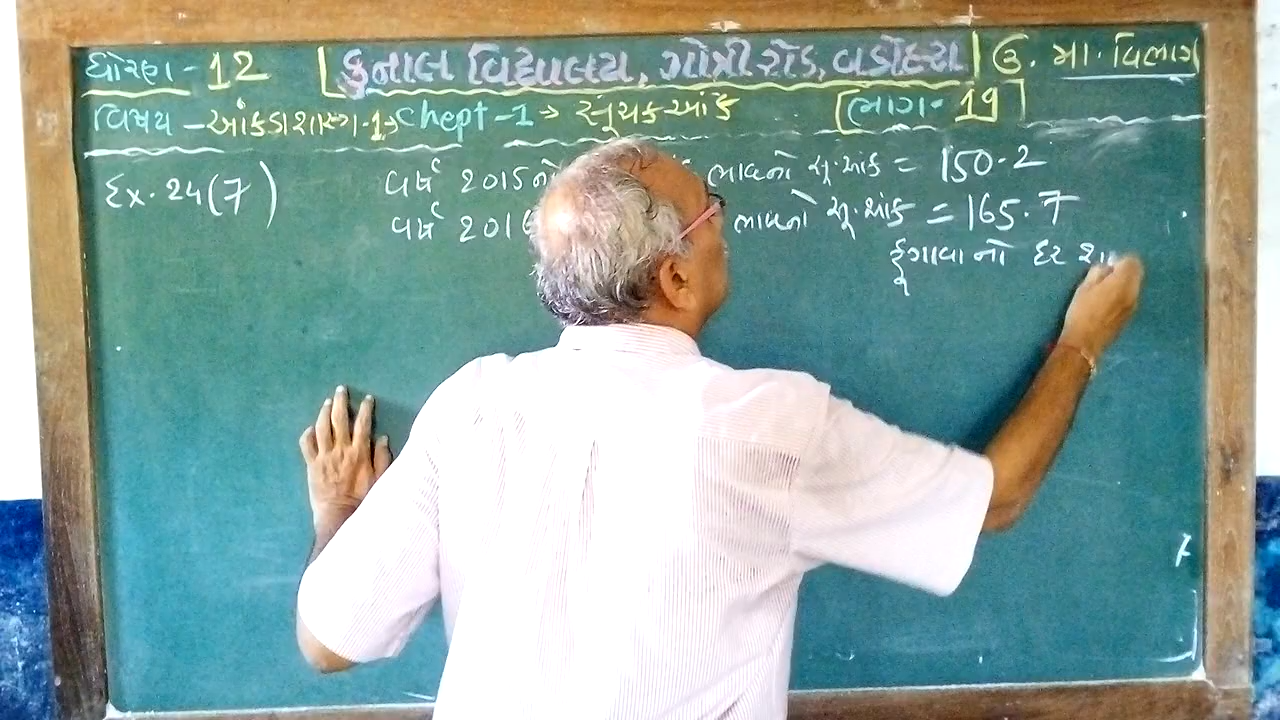 ધોરણ - 12 કુનાલ વિદ્યાલય, ગોત્રી રોડ, વડોદરા ઉ. મા. વિભાગ
વિષય - આંકડાશાસ્ત્ર-1 → Chept - 1 → સૂચક આંક [ભાગ - 19]
Ex. 24(7) વર્ષ 2015નો ભાવનો સૂ. આંક = 150.2
વર્ષ 2016 ભાવનો સૂ. આંક = 165.7
ફૂગાવાનો દર